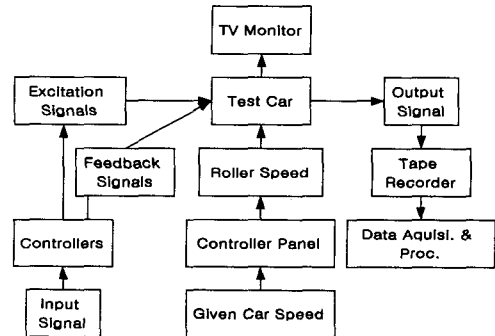 TV Monitor
Excitation
Signals
Test Car
Output
Signal
Feedback
Signals
Roller Speed
Tape
Recorder
Controllers
Controller Panel
Data Aquisi. &
Proc.
Input
Signal
Given Car Speed